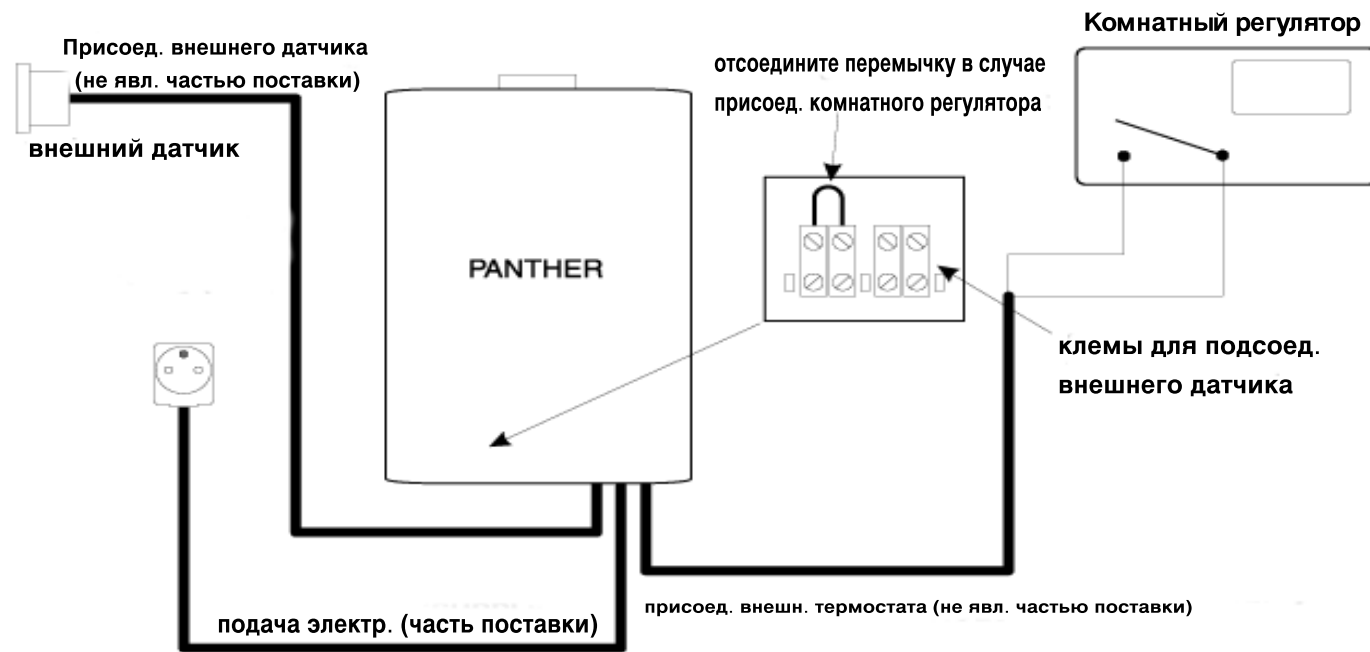 Комнатный регулятор
Присоед. внешнего датчика
(не явл. частью поставки)
внешний датчик
отсоедините перемычку в случае
присоед. комнатного регулятора
PANTHER
клемы для подсоед.
внешнего датчика
присоед. внешн. термостата (не явл. частью поставки)
подача электр. (часть поставки)